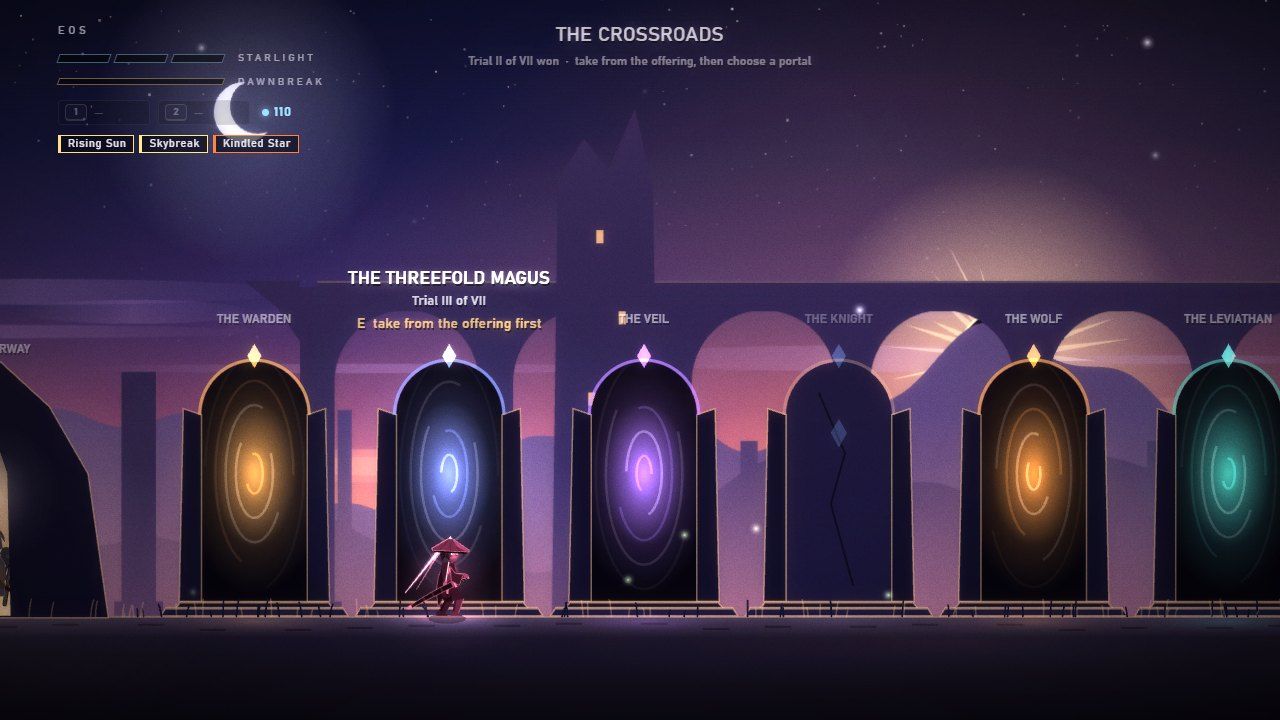 EOS
STARLIGHT
DAWNBREAK
1 — 2 — 110
Rising Sun Skybreak Kindled Star
THE CROSSROADS
Trial II of VII won · take from the offering, then choose a portal
THE THREEFOLD MAGUS
Trial III of VII
E take from the offering first
RWAY
THE WARDEN
THE VEIL
THE KNIGHT
THE WOLF
THE LEVIATHAN